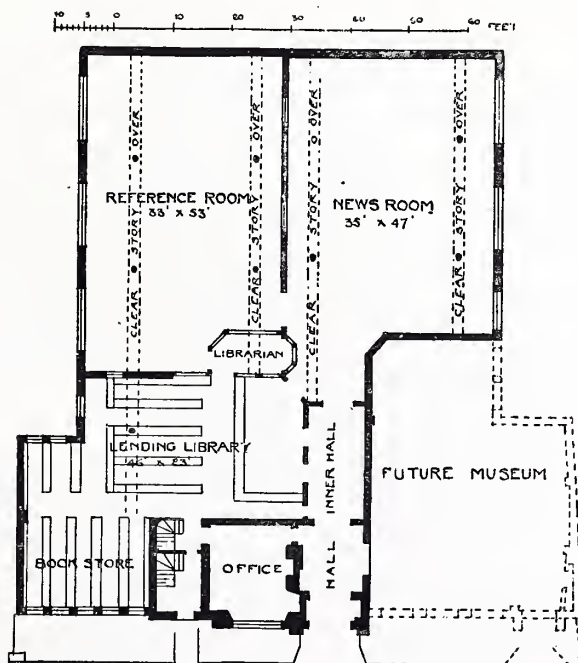 10 5 0 10 20 30 40 50 60 FEET
CLEAR STORY OVER
CLEAR STORY OVER
CLEAR STORY OVER
CLEAR STORY OVER
REFERENCE ROOM
33' x 53'
NEWS ROOM
35' x 47'
LIBRARIAN
LENDING LIBRARY
46' x 23'
INNER HALL
FUTURE MUSEUM
BOOK STORE
OFFICE
HALL